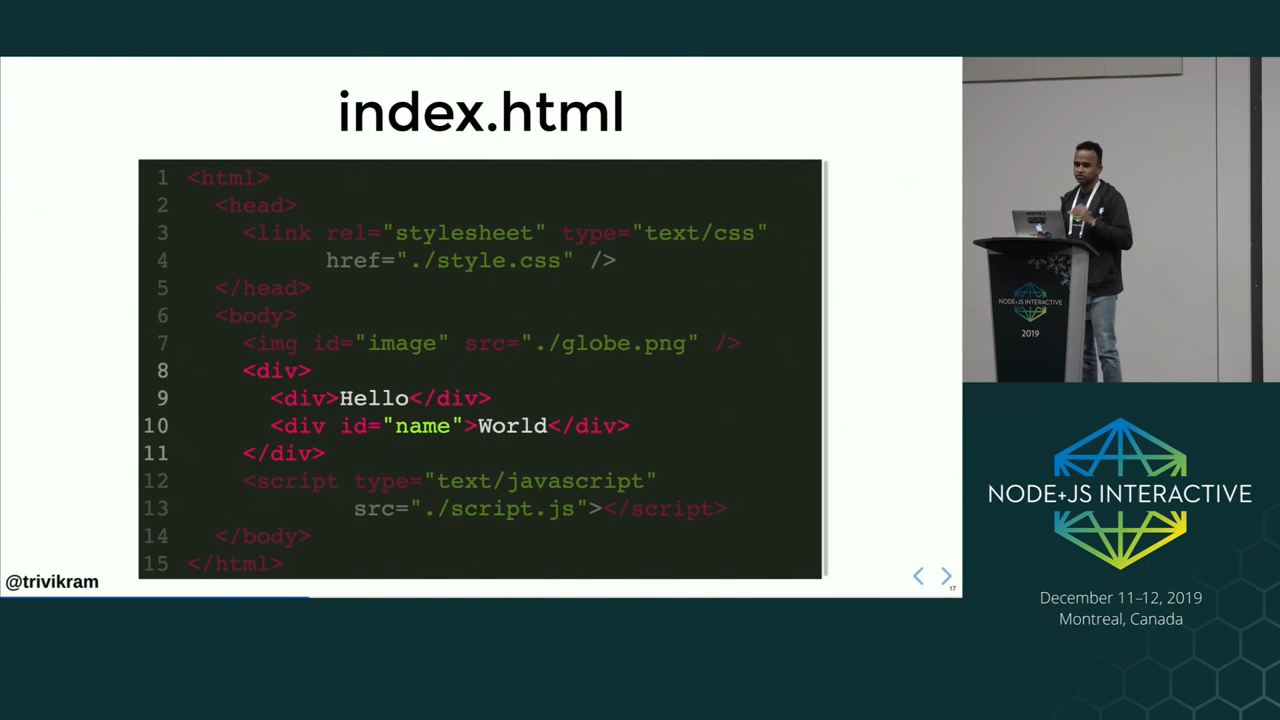 index.html
1 <html>
2 <head>
3 <link rel="stylesheet" type="text/css"
4 href="./style.css" />
5 </head>
6 <body>
7 <img id="image" src="./globe.png" />
8 <div>
9 <div>Hello</div>
10 <div id="name">World</div>
11 </div>
12 <script type="text/javascript"
13 src="./script.js"></script>
14 </body>
15 </html>
@trivikram
17
NODE+JS INTERACTIVE
2019
NODE+JS INTERACTIVE
December 11–12, 2019
Montreal, Canada